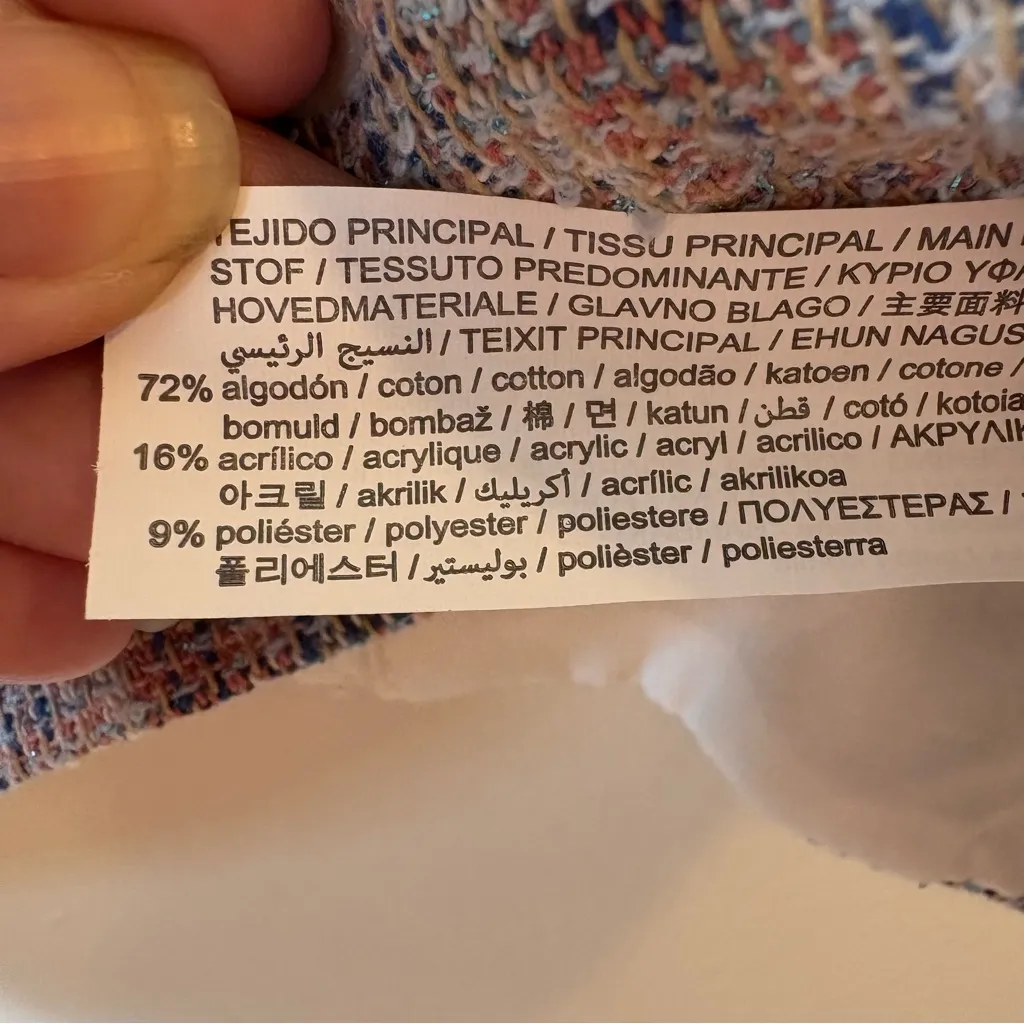 TEJIDO PRINCIPAL / TISSU PRINCIPAL / MAIN
STOF / TESSUTO PREDOMINANTE / ΚΥΡΙΟ
HOVEDMATERIALE / GLAVNO BLAGO / 主要面料
النسيج الرئيسي / TEIXIT PRINCIPAL / EHUN
72% algodón / coton / cotton / algodão / katoen / cotone /
bomuld / bombaž / 棉 / 면 / katun / قطن / cotó / kotoia
16% acrílico / acrylique / acrylic / acryl / acrilico /
아크릴 / akrilik / أكريليك / acrílic / akrilikoa
9% poliéster / polyester / poliestere / ΠΟΛΥΕΣΤΕΡΑΣ /
폴리에스터 / بوليستير / polièster / poliesterra